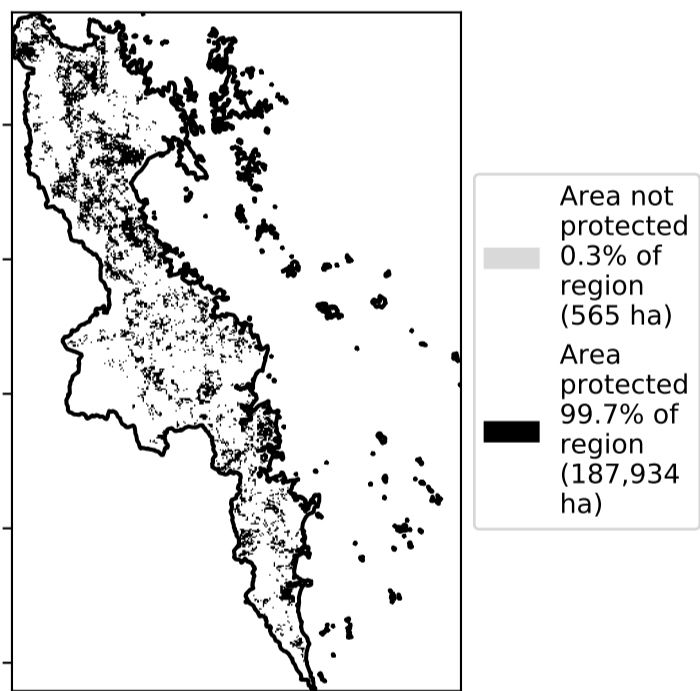 Area not
protected
0.3% of
region
(565 ha)
Area
protected
99.7% of
region
(187,934
ha)